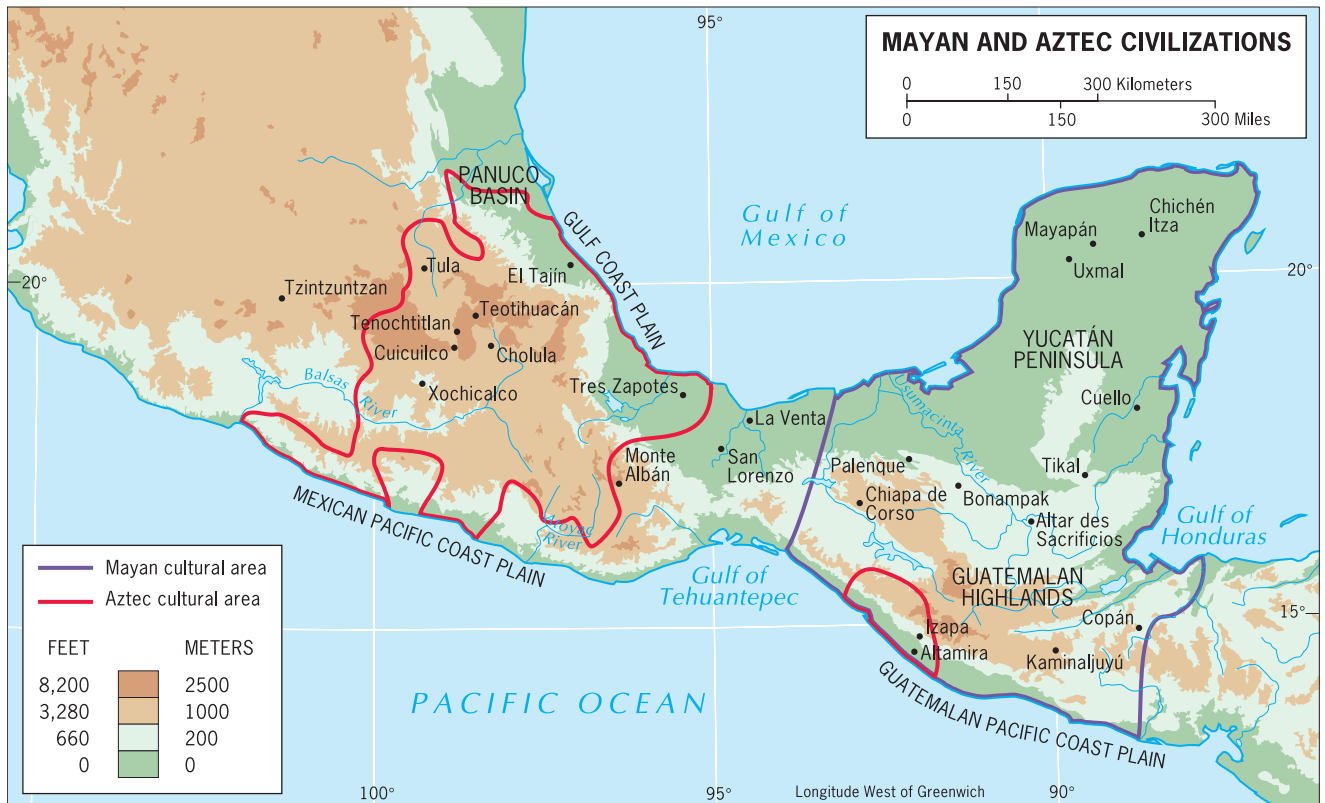 95°
MAYAN AND AZTEC CIVILIZATIONS
0 150 300 Kilometers
0 150 300 Miles
PANUCO
BASIN
GULF COAST PLAIN
Gulf of
Mexico
Chichén
Itza
Mayapán
Uxmal
20°
Tula
El Tajín
20°
Tzintzuntzan
Teotihuacán
Tenochtitlan
Cuicuilco
Cholula
YUCATÁN
PENINSULA
Balsas
River
Xochicalco
Tres Zapotes
La Venta
Usumacinta
River
Cuello
San
Lorenzo
Monte
Albán
Palenque
Tikal
Chiapa de
Corso
Bonampak
Altar des
Sacrificios
Gulf of
Honduras
MEXICAN PACIFIC COAST PLAIN
Atoyac
River
Gulf of
Tehuantepec
GUATEMALAN
HIGHLANDS
Copán
15°
Izapa
Altamira
Kaminaljuyú
GUATEMALAN PACIFIC COAST PLAIN
PACIFIC OCEAN
Mayan cultural area
Aztec cultural area
FEET METERS
8,200 2500
3,280 1000
660 200
0 0
100°
95°
Longitude West of Greenwich
90°